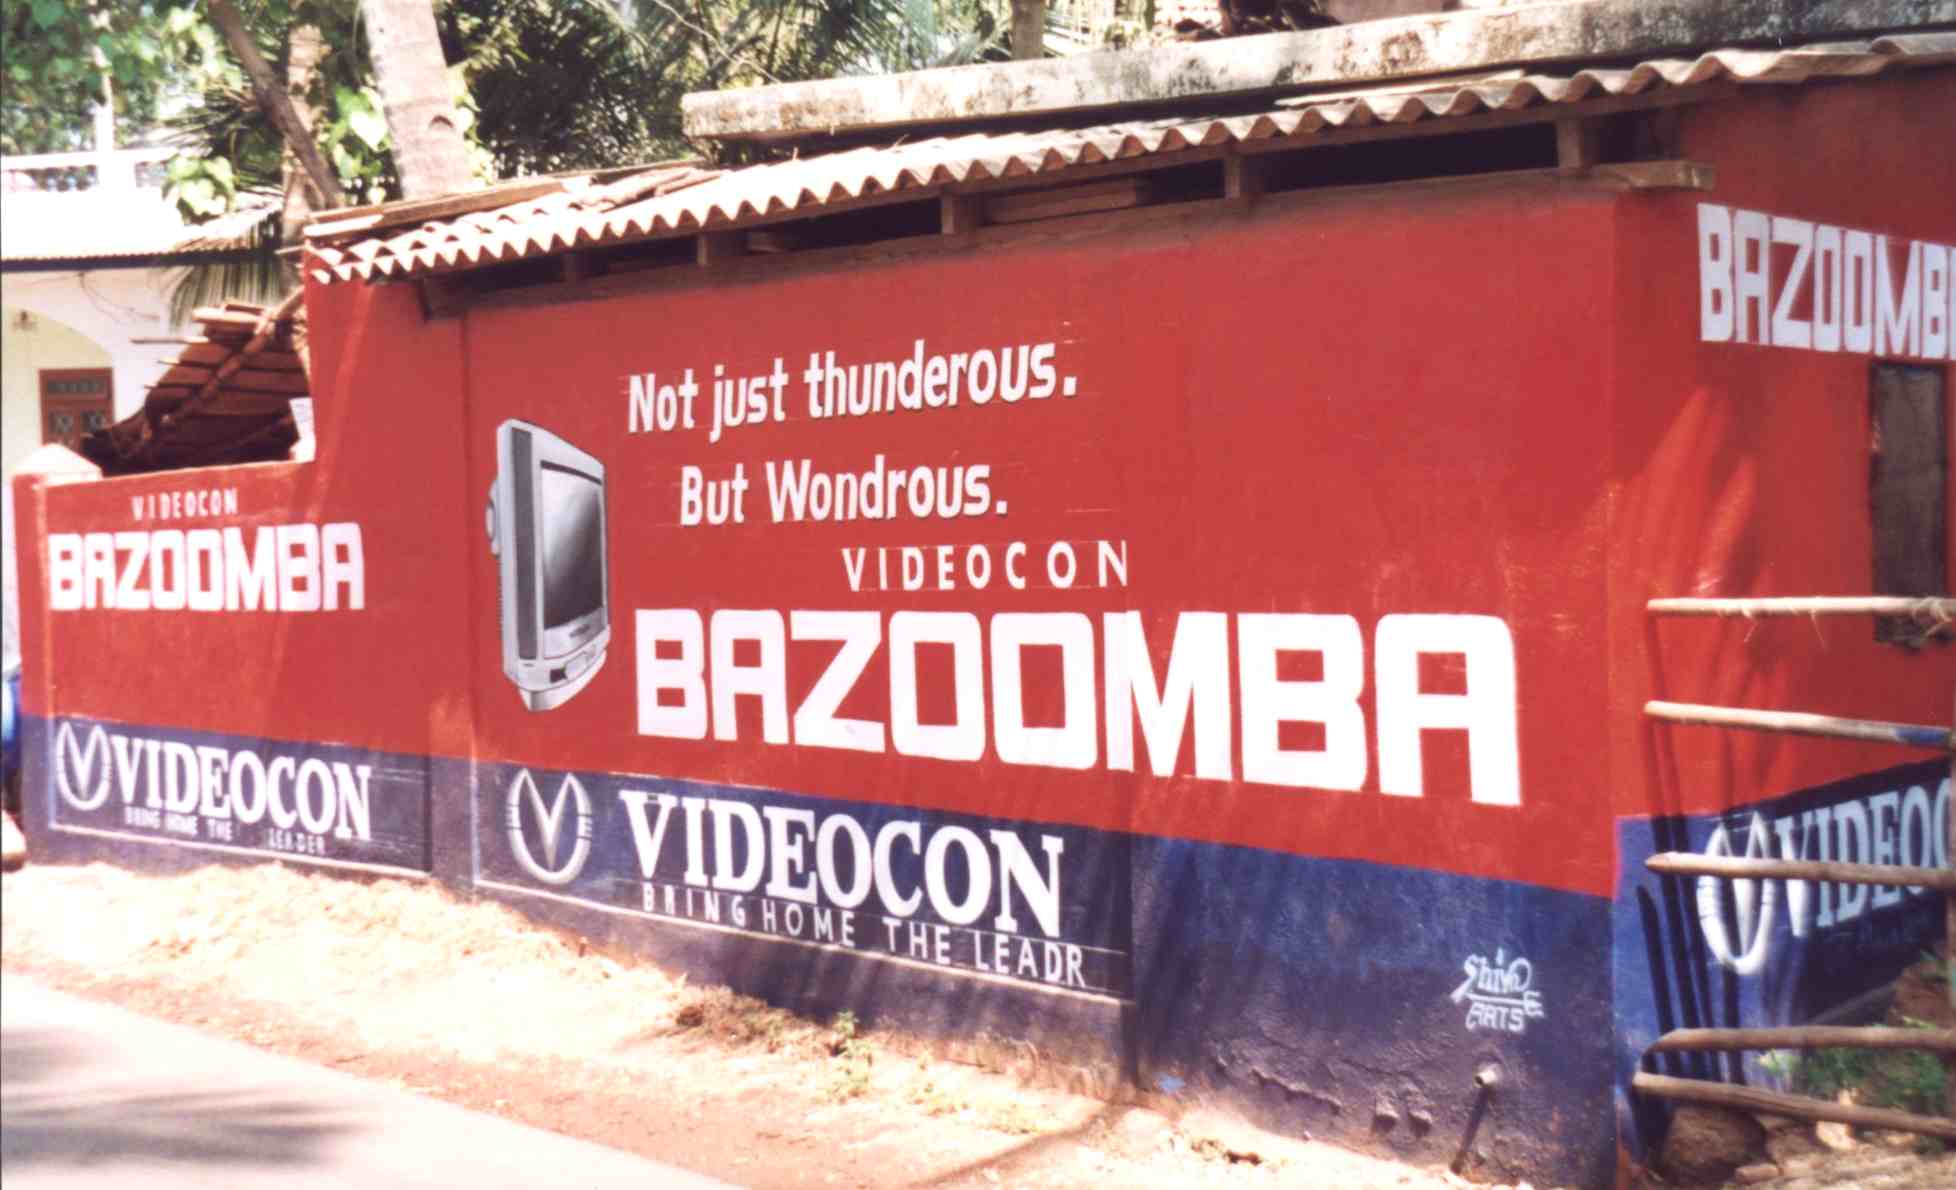 VIDEOCON
BAZOOMBA
VIDEOCON
BRING HOME THE LEADER
Not just thunderous.
But Wondrous.
VIDEOCON
BAZOOMBA
VIDEOCON
BRING HOME THE LEADR
Shiva
ARTS
BAZOOMB
VIDEOC